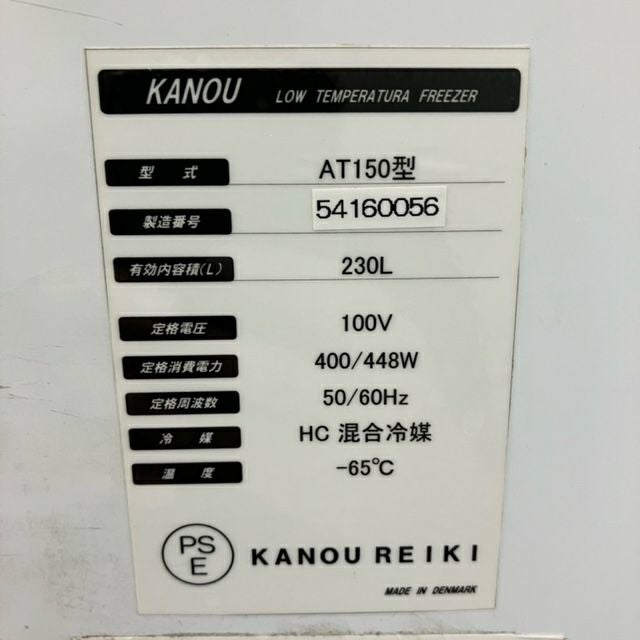 KANOU LOW TEMPERATURA FREEZER
型式 AT150型
製造番号 54160056
有効内容積(L) 230L
定格電圧 100V
定格消費電力 400/448W
定格周波数 50/60Hz
冷媒 HC 混合冷媒
温度 -65℃
PS
E
KANOU REIKI
MADE IN DENMARK